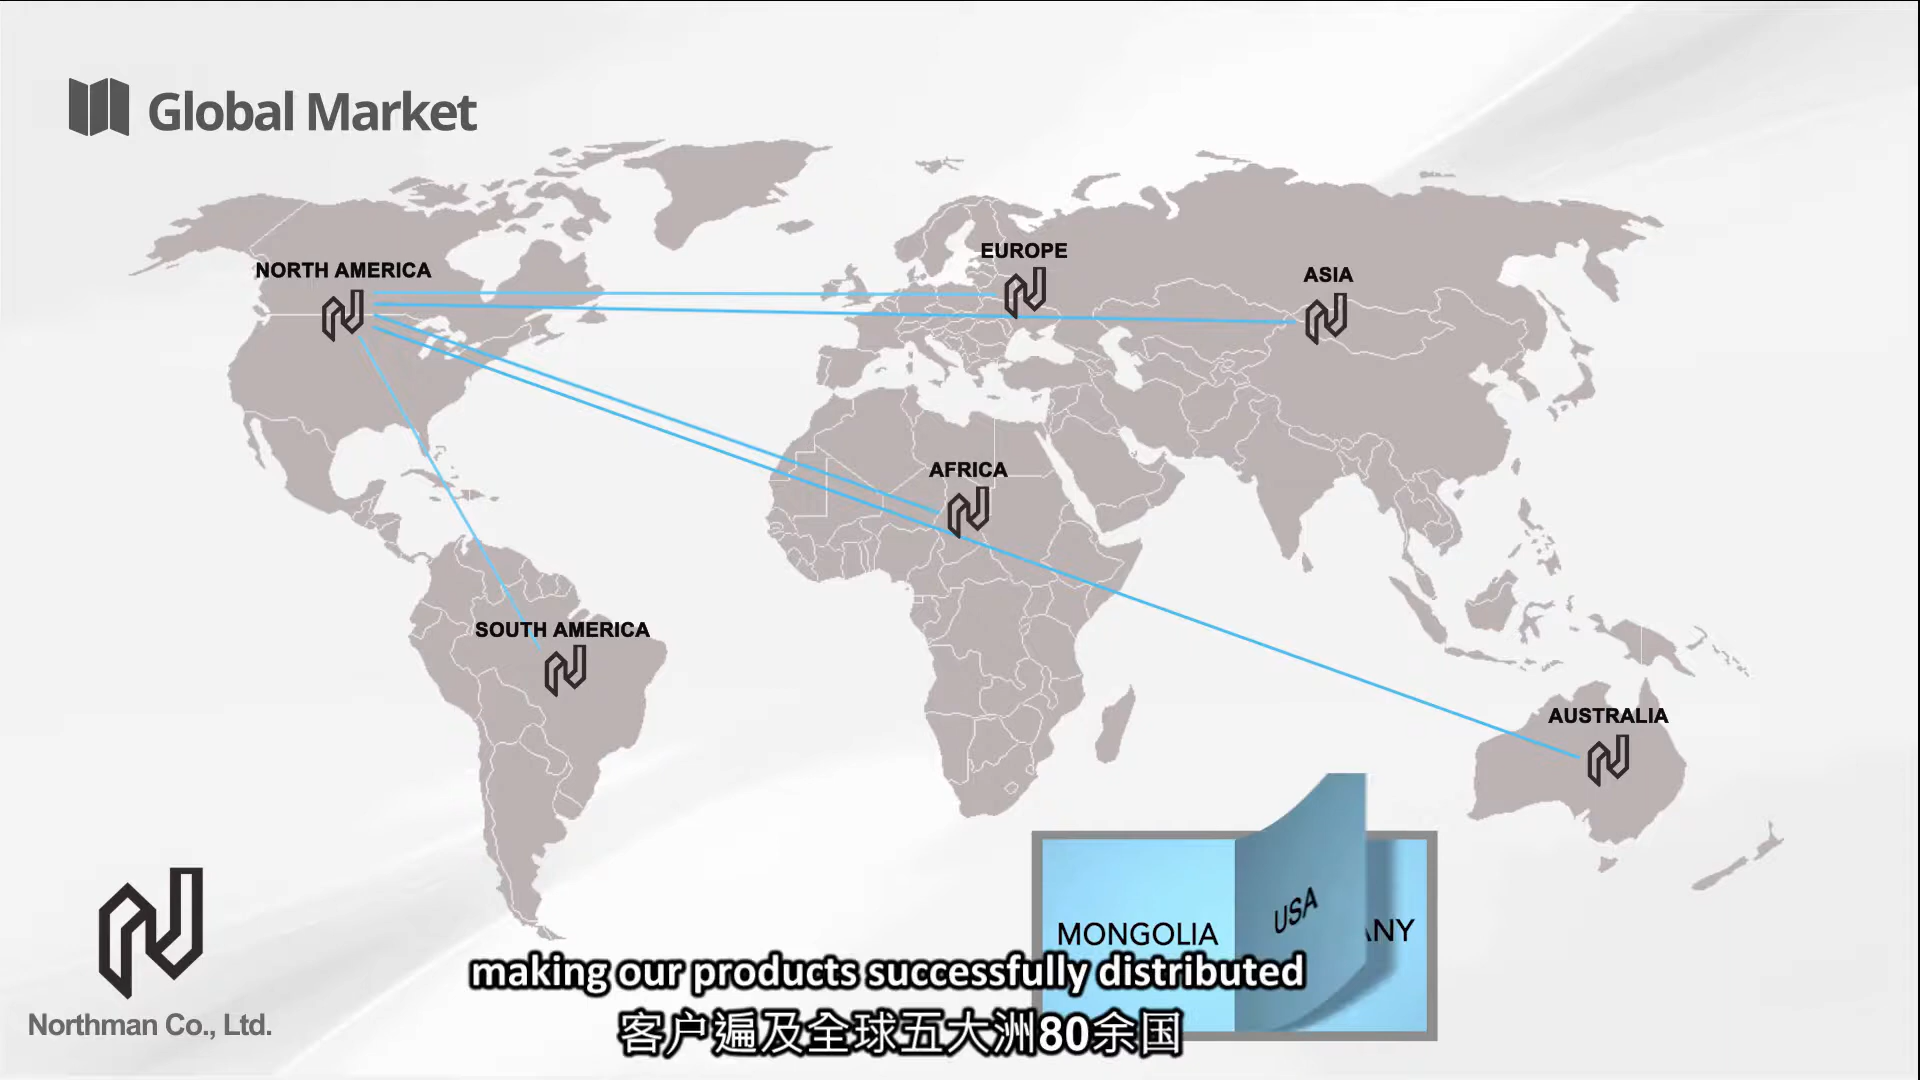 Global Market
NORTH AMERICA
EUROPE
ASIA
AFRICA
SOUTH AMERICA
AUSTRALIA
MONGOLIA
USA
ANY
making our products successfully distributed
客户遍及全球五大洲80余国
Northman Co., Ltd.